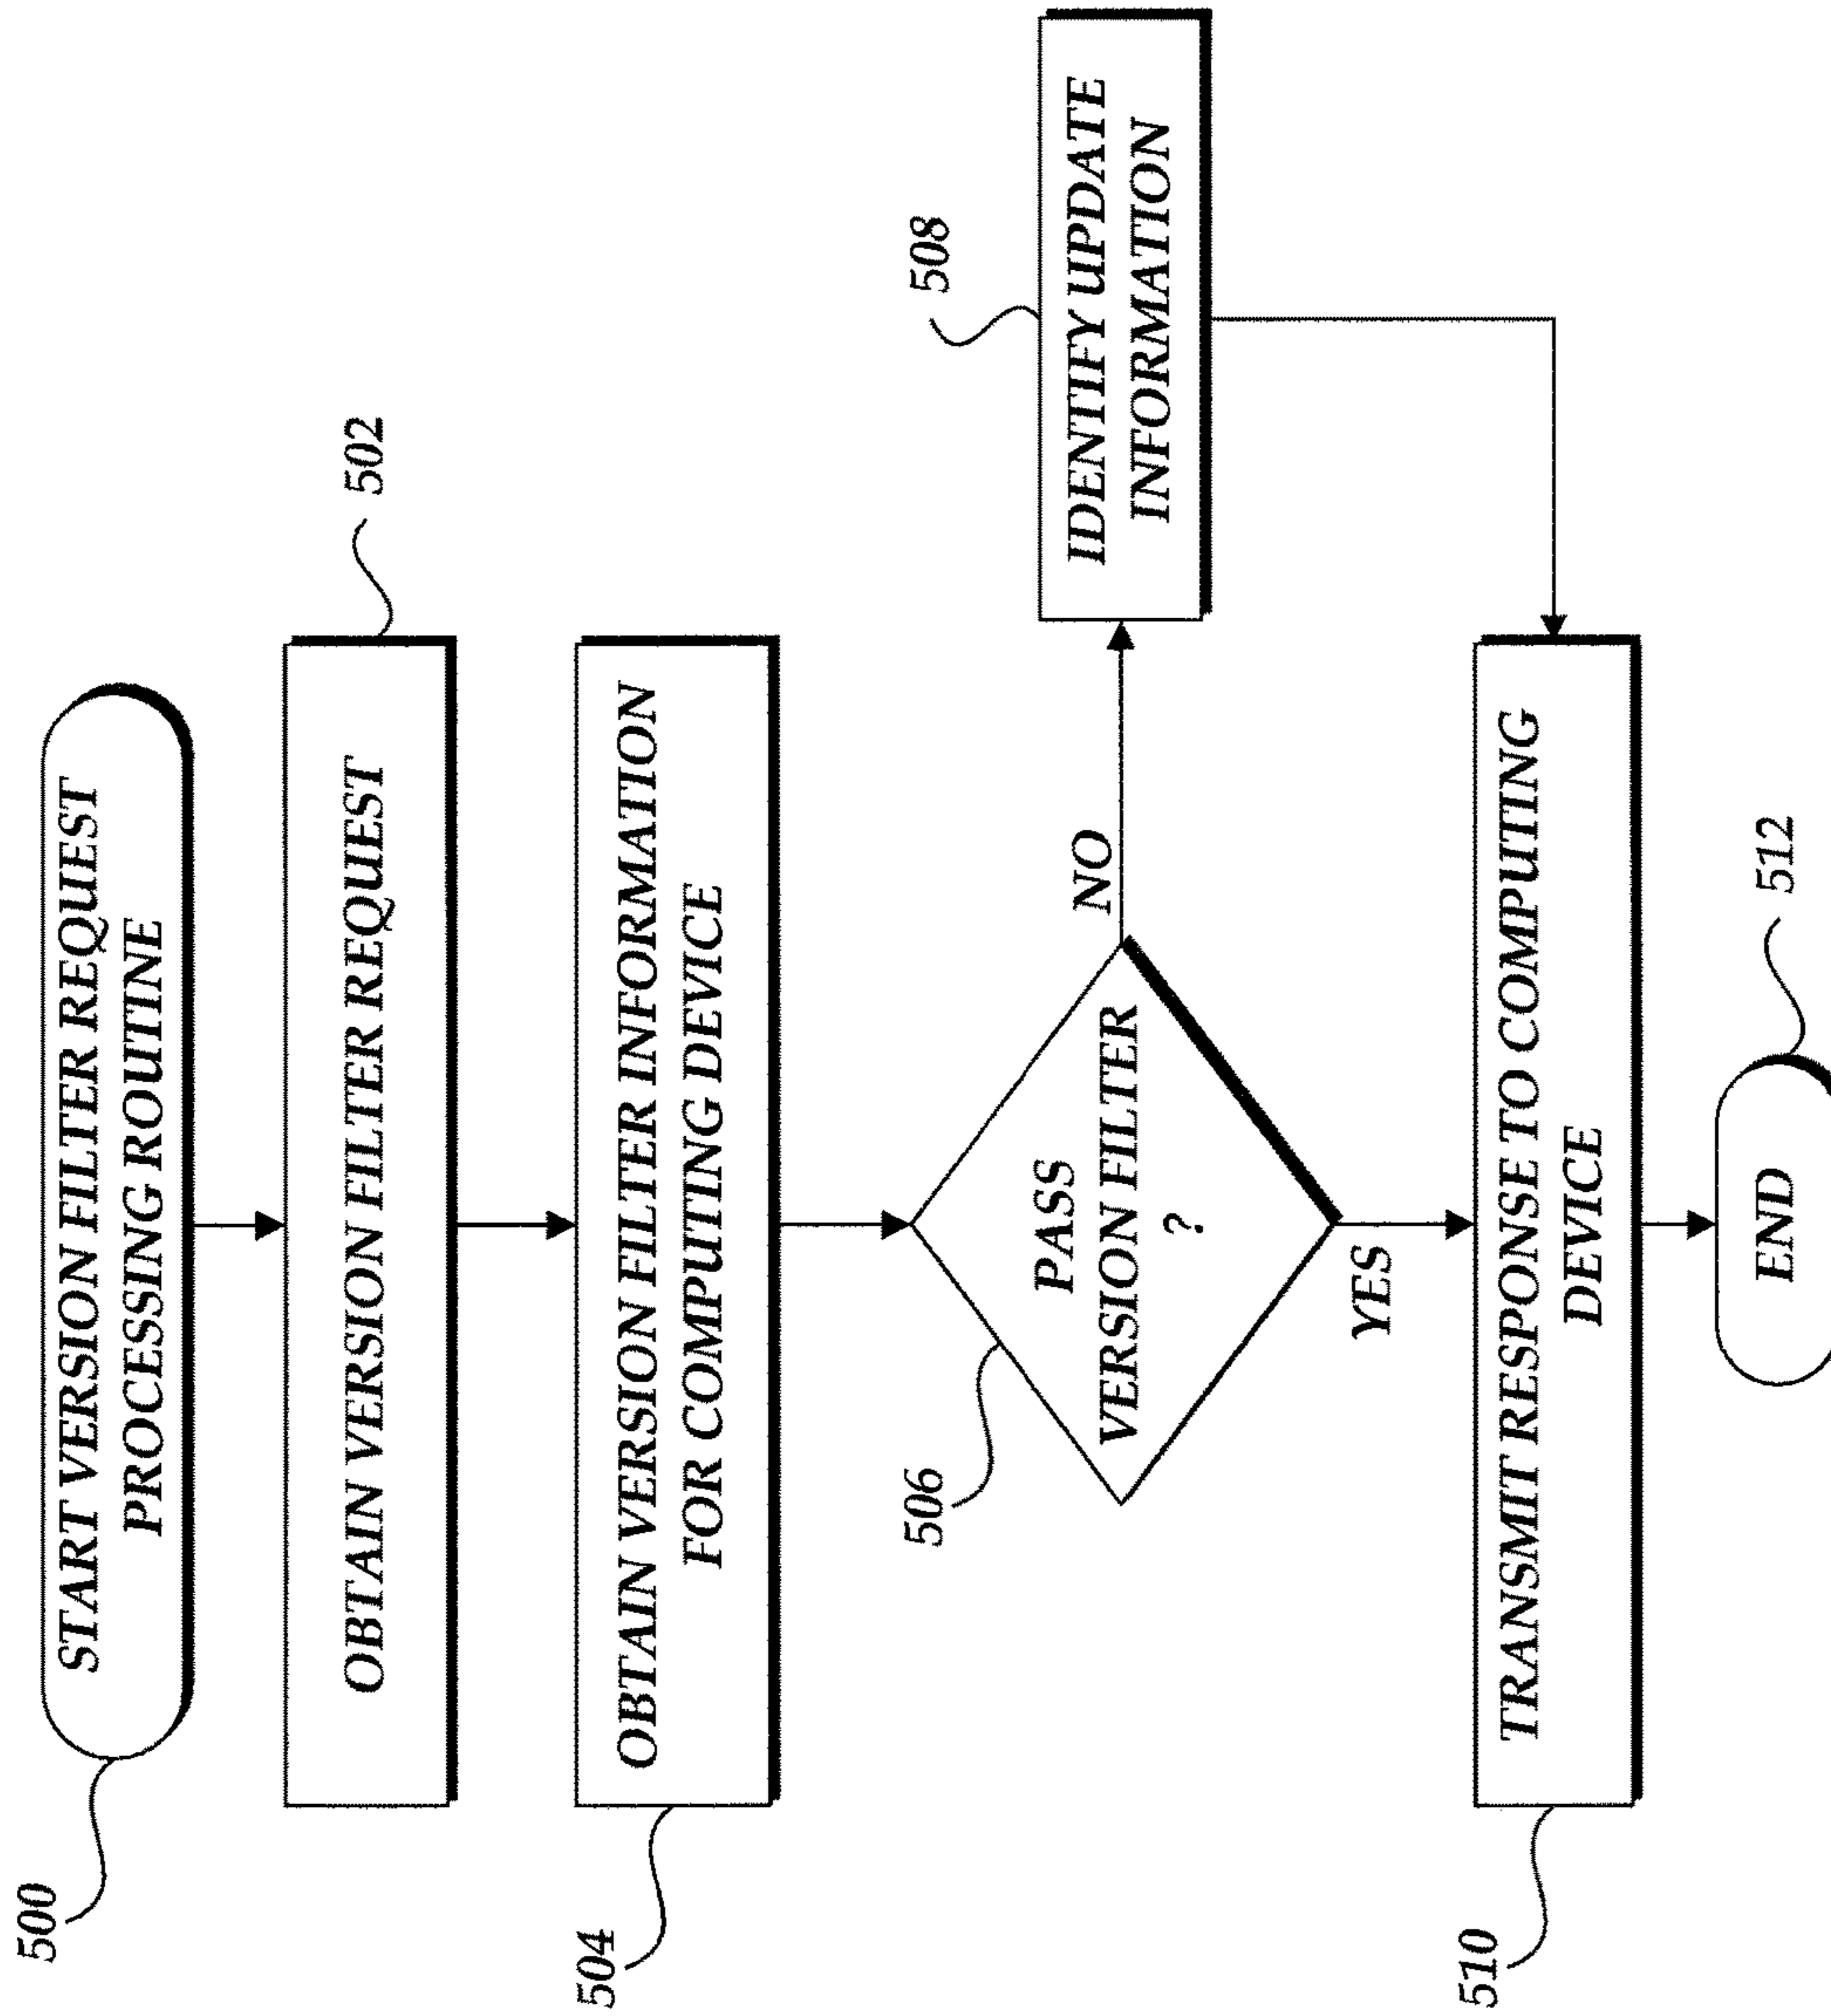 500
START VERSION FILTER REQUEST
PROCESSING ROUTINE
502
OBTAIN VERSION FILTER REQUEST
504
OBTAIN VERSION FILTER INFORMATION
FOR COMPUTING DEVICE
506
PASS
VERSION FILTER
?
NO
508
IDENTIFY UPDATE
INFORMATION
YES
510
TRANSMIT RESPONSE TO COMPUTING
DEVICE
512
END